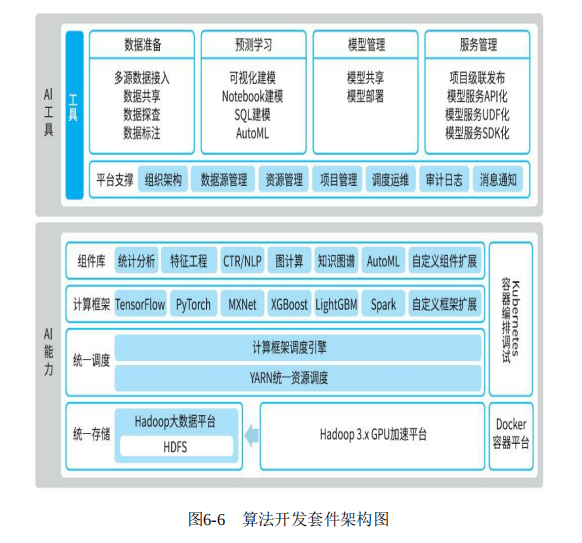 AI工具
工具
数据准备
多源数据接入
数据共享
数据探查
数据标注
预测学习
可视化建模
Notebook建模
SQL建模
AutoML
模型管理
模型共享
模型部署
服务管理
项目级联发布
模型服务API化
模型服务UDF化
模型服务SDK化
平台支撑 组织架构 数据源管理 资源管理 项目管理 调度运维 审计日志 消息通知
AI能力
组件库 统计分析 特征工程 CTR/NLP 图计算 知识图谱 AutoML 自定义组件扩展
计算框架 TensorFlow PyTorch MXNet XGBoost LightGBM Spark 自定义框架扩展
统一调度
计算框架调度引擎
YARN统一资源调度
Kubernetes
容器编排调试
统一存储
Hadoop大数据平台
HDFS
Hadoop 3.x GPU加速平台
Docker
容器平台
图6-6 算法开发套件架构图